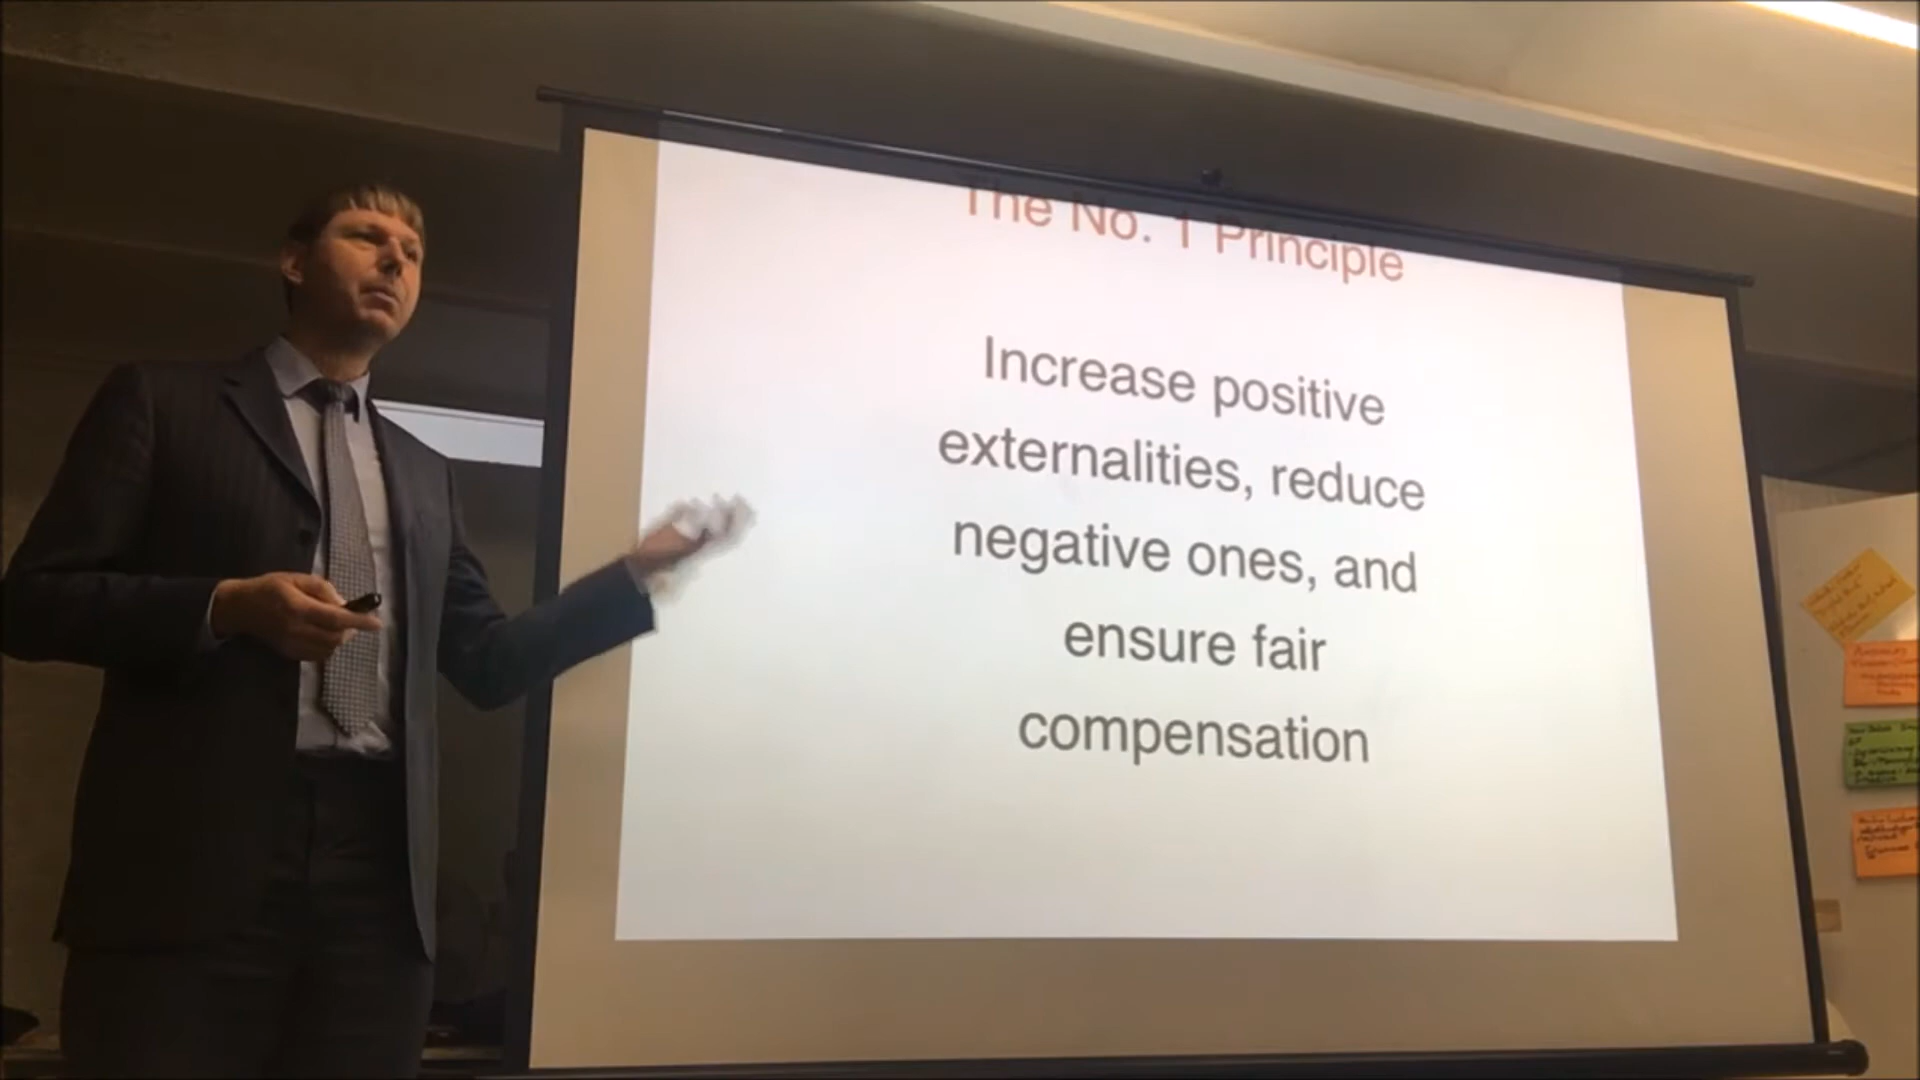 The No. 1 Principle
Increase positive
externalities, reduce
negative ones, and
ensure fair
compensation